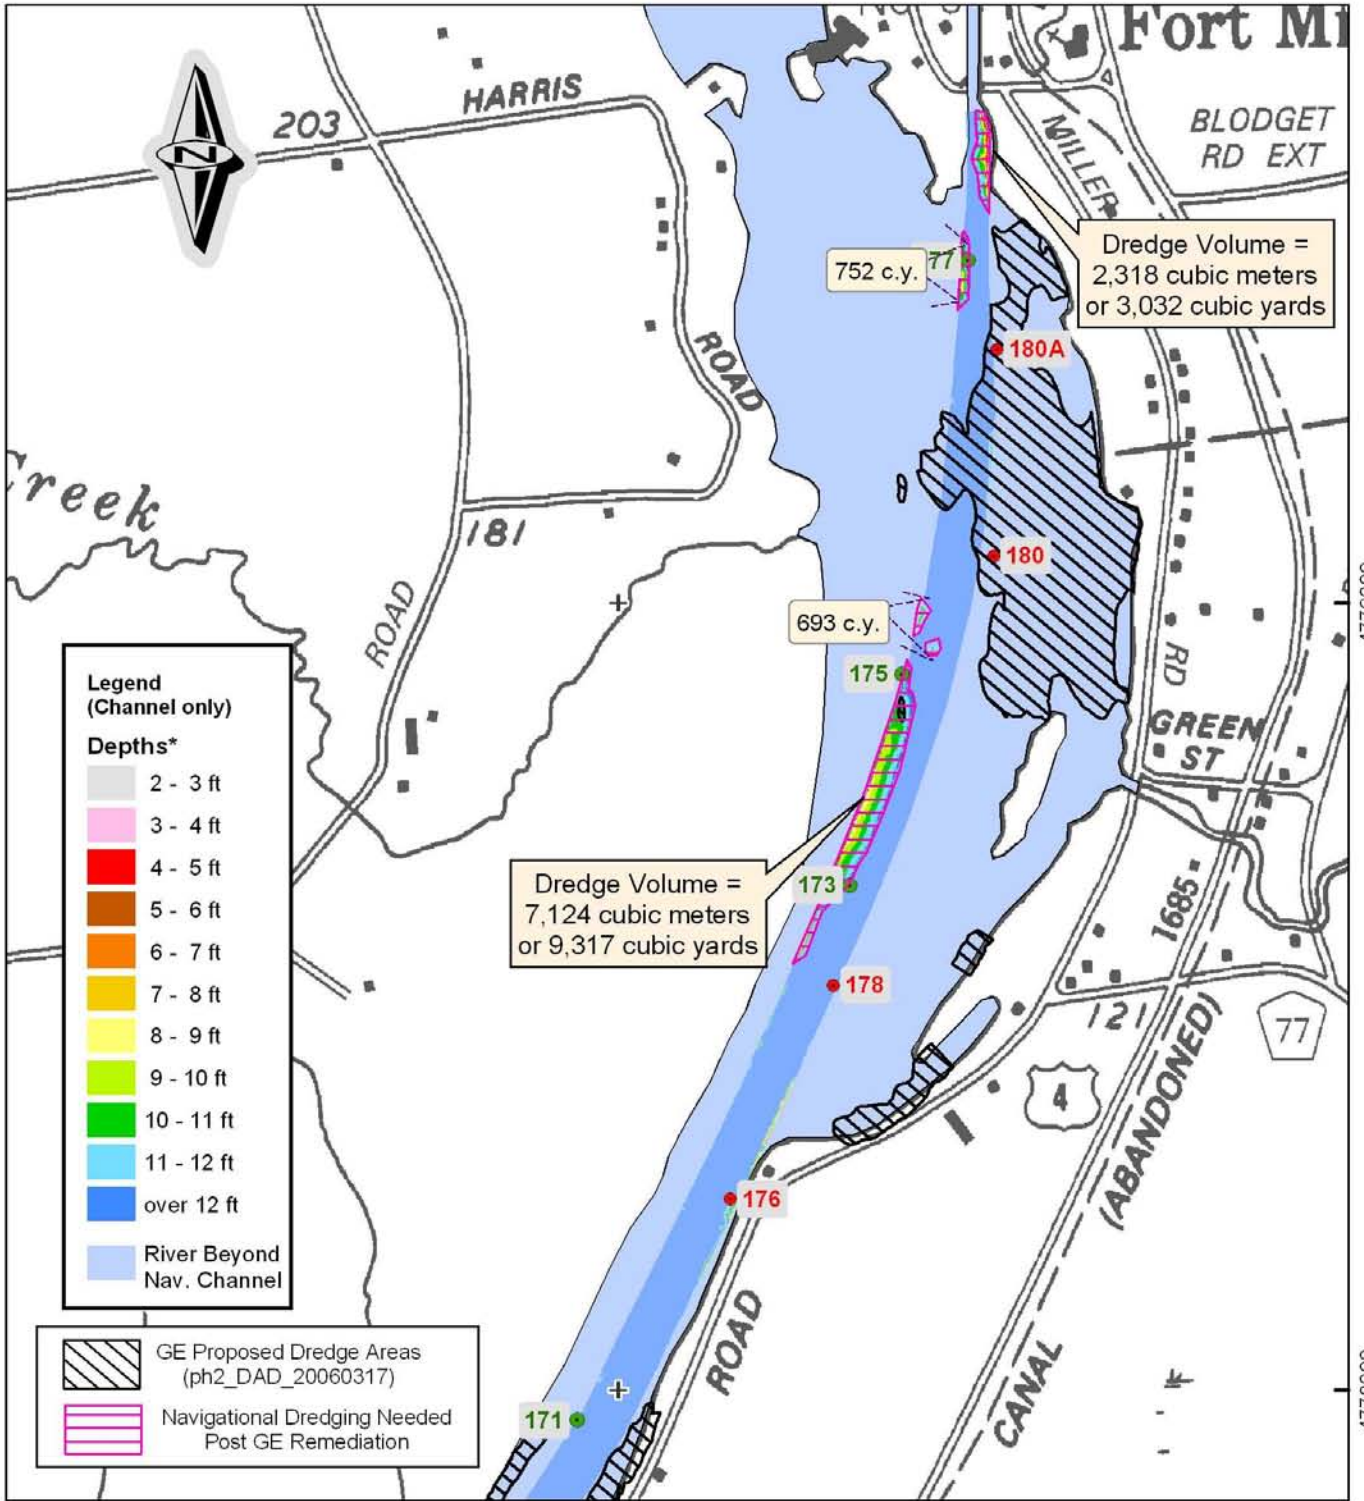 Fort Mi
HARRIS
203
BLODGET
RD EXT
MILLER
N
Dredge Volume =
2,318 cubic meters
or 3,032 cubic yards
77
752 c.y.
180A
ROAD
Creek
181
180
ROAD
693 c.y.
175
RD
GREEN
ST
Legend
(Channel only)
Depths*
2 - 3 ft
3 - 4 ft
4 - 5 ft
5 - 6 ft
6 - 7 ft
7 - 8 ft
8 - 9 ft
9 - 10 ft
10 - 11 ft
11 - 12 ft
over 12 ft
River Beyond
Nav. Channel
Dredge Volume =
7,124 cubic meters
or 9,317 cubic yards
173
1685
178
121
77
4
(ABANDONED)
176
ROAD
CANAL
GE Proposed Dredge Areas
(ph2_DAD_20060317)
Navigational Dredging Needed
Post GE Remediation
171